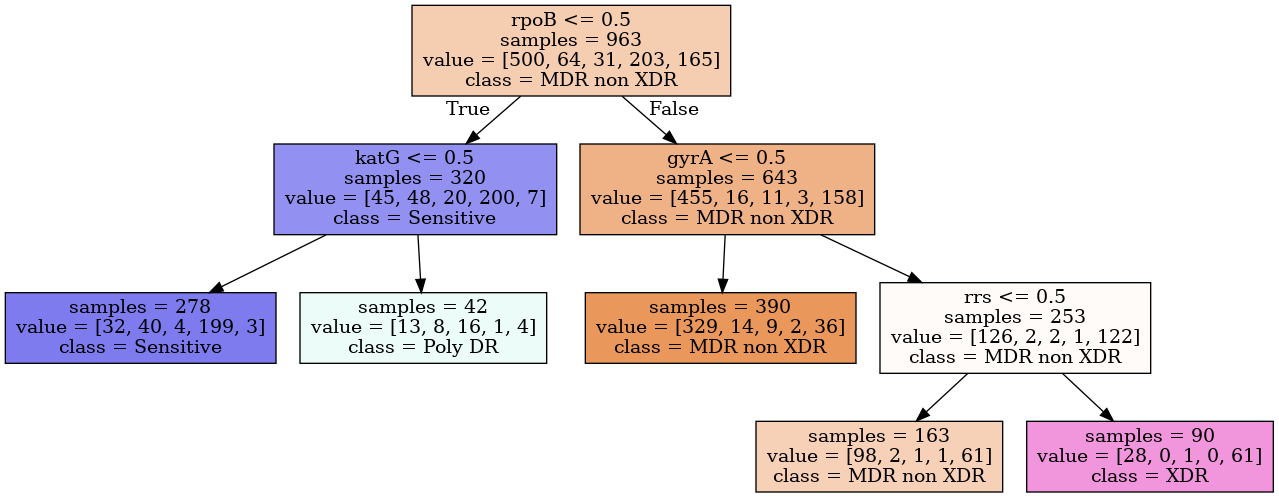 rpoB <= 0.5
samples = 963
value = [500, 64, 31, 203, 165]
class = MDR non XDR
True
False
katG <= 0.5
samples = 320
value = [45, 48, 20, 200, 7]
class = Sensitive
gyrA <= 0.5
samples = 643
value = [455, 16, 11, 3, 158]
class = MDR non XDR
samples = 278
value = [32, 40, 4, 199, 3]
class = Sensitive
samples = 42
value = [13, 8, 16, 1, 4]
class = Poly DR
samples = 390
value = [329, 14, 9, 2, 36]
class = MDR non XDR
rrs <= 0.5
samples = 253
value = [126, 2, 2, 1, 122]
class = MDR non XDR
samples = 163
value = [98, 2, 1, 1, 61]
class = MDR non XDR
samples = 90
value = [28, 0, 1, 0, 61]
class = XDR